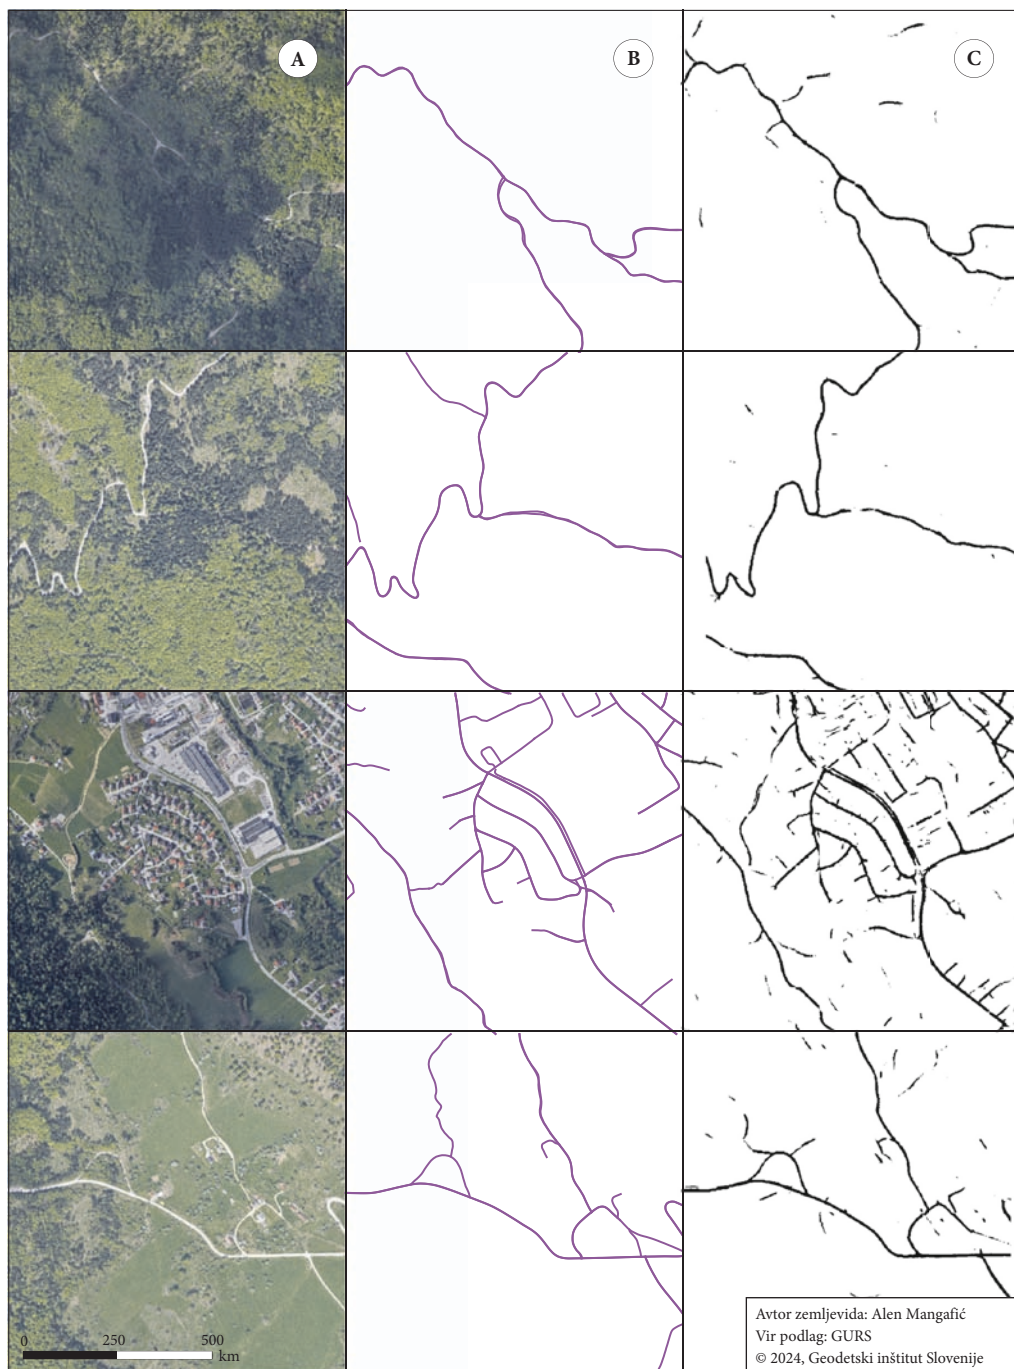 A
B
C
0 250 500
km
Avtor zemljevida: Alen Mangafić
Vir podlag: GURS
© 2024, Geodetski inštitut Slovenije